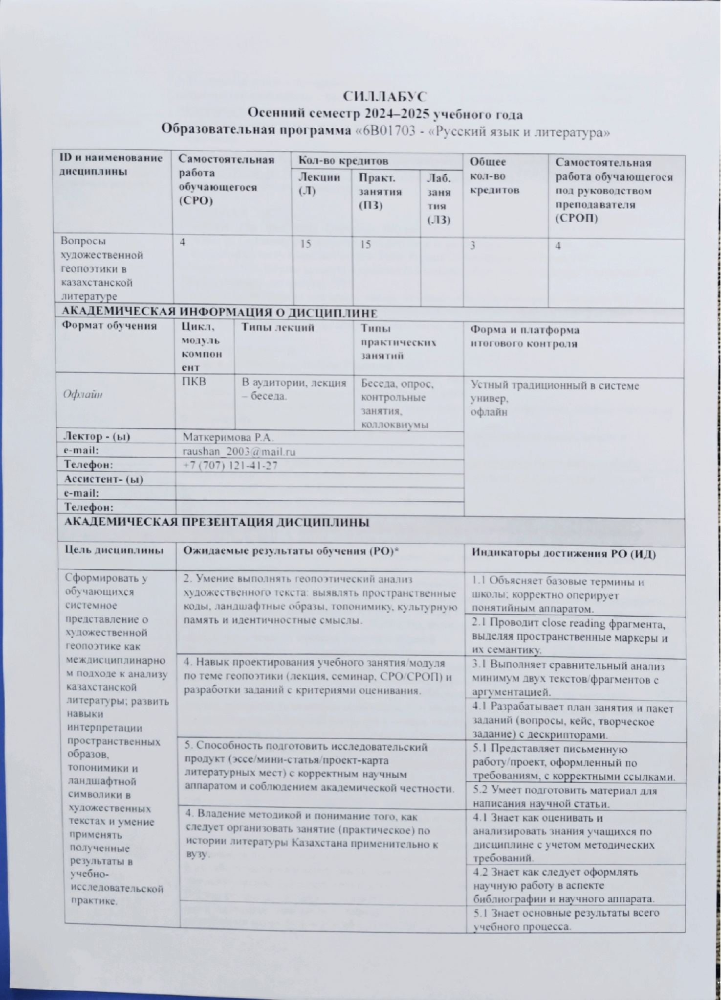 СИЛЛАБУС
Осенний семестр 2024–2025 учебного года
Образовательная программа «6В01703 - «Русский язык и литература»
ID и наименование
дисциплины
Самостоятельная
работа
обучающегося
(СРО)
Кол-во кредитов
Лекции
(Л)
Практ.
занятия
(ПЗ)
Лаб.
заня
тия
(ЛЗ)
Общее
кол-во
кредитов
Самостоятельная
работа обучающегося
под руководством
преподавателя
(СРОП)
Вопросы
художественной
геопоэтики в
казахстанской
литературе
4
15
15
3
4
АКАДЕМИЧЕСКАЯ ИНФОРМАЦИЯ О ДИСЦИПЛИНЕ
Формат обучения
Цикл,
модуль
компон
ент
Типы лекций
Типы
практических
занятий
Форма и платформа
итогового контроля
Офлайн
ПКВ
В аудитории, лекция
– беседа.
Беседа, опрос,
контрольные
занятия,
коллоквиумы
Устный традиционный в системе
универ,
офлайн
Лектор - (ы)
Маткеримова Р.А.
e-mail:
raushan_2003@mail.ru
Телефон:
+7 (707) 121-41-27
Ассистент- (ы)
e-mail:
Телефон:
АКАДЕМИЧЕСКАЯ ПРЕЗЕНТАЦИЯ ДИСЦИПЛИНЫ
Цель дисциплины
Ожидаемые результаты обучения (РО)*
Индикаторы достижения РО (ИД)
Сформировать у
обучающихся
системное
представление о
художественной
геопоэтике как
междисциплинарно
м подходе к анализу
казахстанской
литературы; развить
навыки
интерпретации
пространственных
образов,
топонимики и
ландшафтной
символики в
художественных
текстах и умение
применять
полученные
результаты в
учебно-
исследовательской
практике.
2. Умение выполнять геопоэтический анализ
художественного текста: выявлять пространственные
коды, ландшафтные образы, топонимику, культурную
память и идентичностные смыслы.
1.1 Объясняет базовые термины и
школы; корректно оперирует
понятийным аппаратом.
2.1 Проводит close reading фрагмента,
выделяя пространственные маркеры и
их семантику.
4. Навык проектирования учебного занятия/модуля
по теме геопоэтики (лекция, семинар, СРО/СРОП) и
разработки заданий с критериями оценивания.
3.1 Выполняет сравнительный анализ
минимум двух текстов/фрагментов с
аргументацией.
4.1 Разрабатывает план занятия и пакет
заданий (вопросы, кейс, творческое
задание) с дескрипторами.
5. Способность подготовить исследовательский
продукт (эссе/мини-статья/проект-карта
литературных мест) с корректным научным
аппаратом и соблюдением академической честности.
5.1 Представляет письменную
работу/проект, оформленный по
требованиям, с корректными ссылками.
5.2 Умеет подготовить материал для
написания научной статьи.
4. Владение методикой и понимание того, как
следует организовать занятие (практическое) по
истории литературы Казахстана применительно к
вузу.
4.1 Знает как оценивать и
анализировать знания учащихся по
дисциплине с учетом методических
требований.
4.2 Знает как следует оформлять
научную работу в аспекте
библиографии и научного аппарата.
5.1 Знает основные результаты всего
учебного процесса.